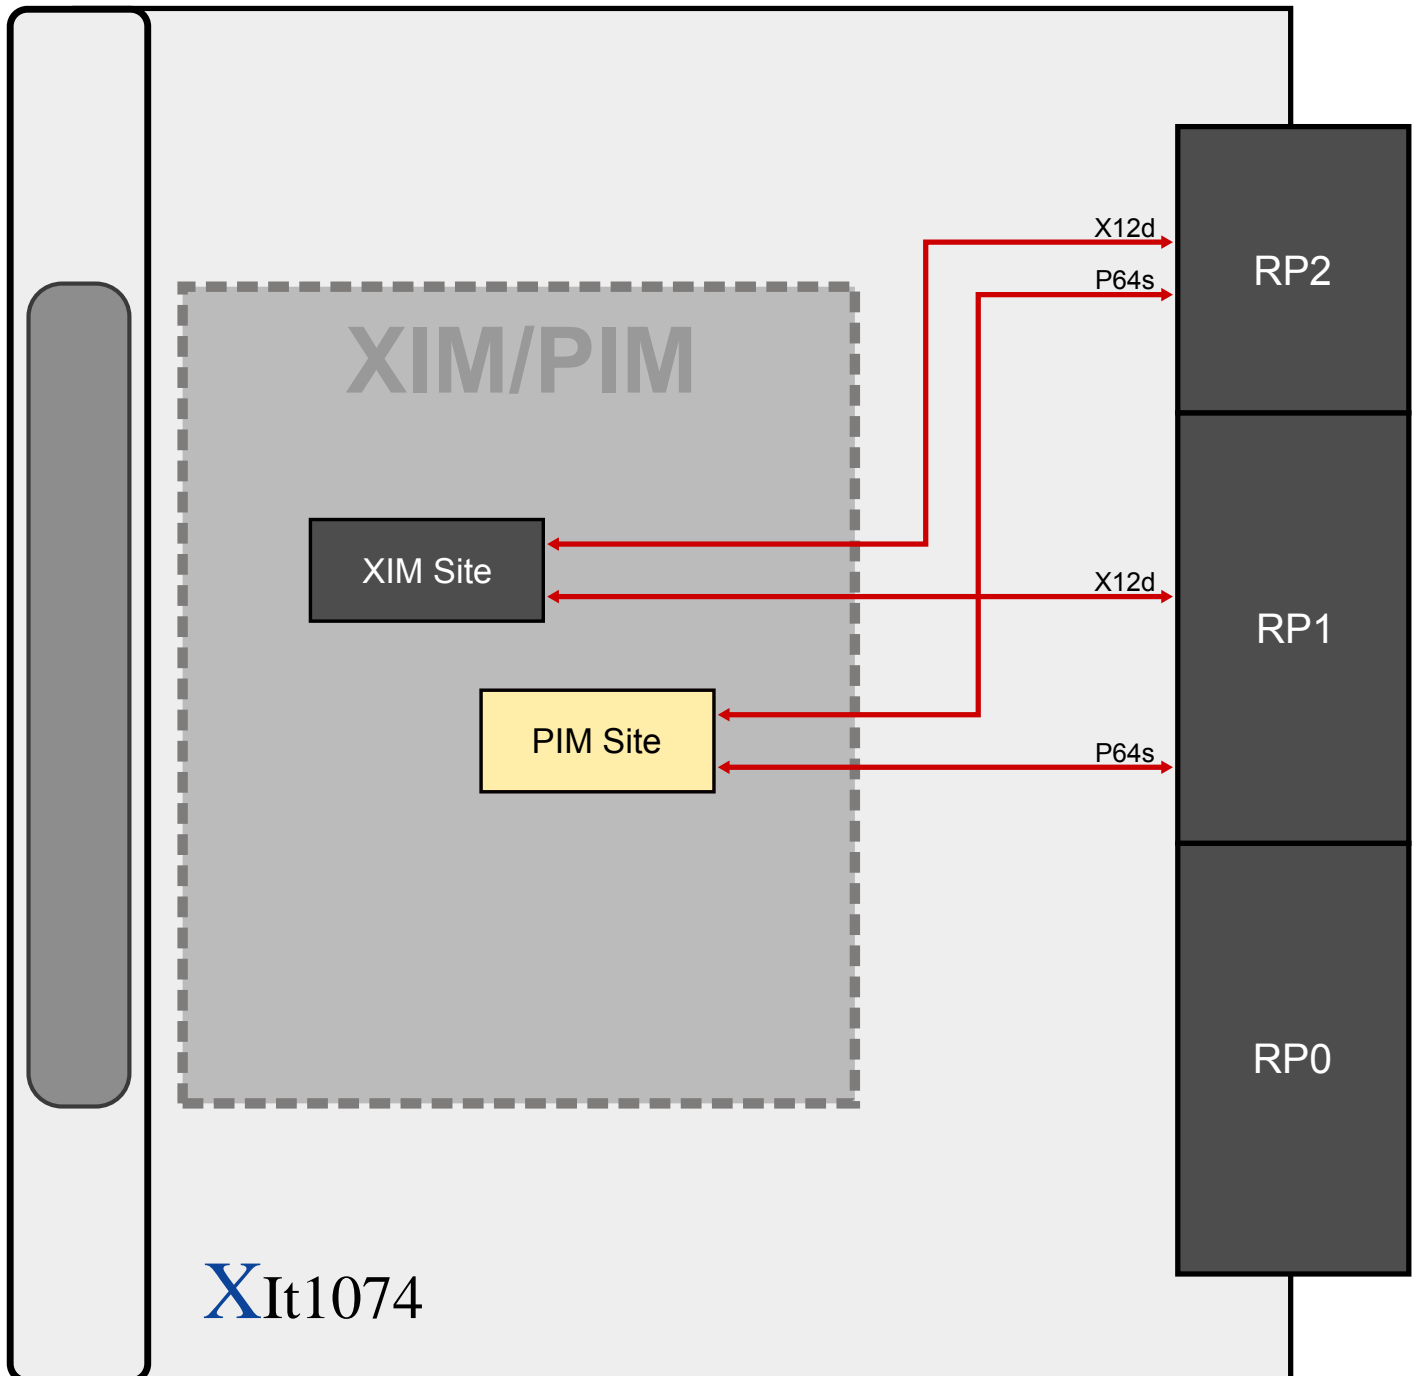 X12d
RP2
P64s
XIM/PIM
XIM Site
X12d
RP1
PIM Site
P64s
RP0
XIt1074